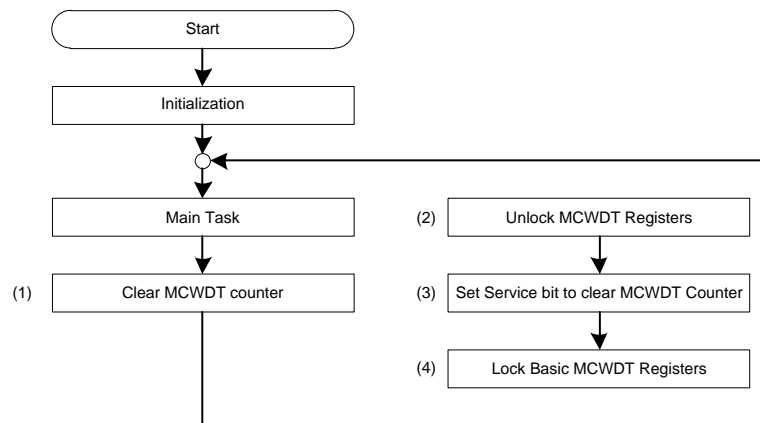 Start
Initialization
Main Task
(1) Clear MCWDT counter
(2) Unlock MCWDT Registers
(3) Set Service bit to clear MCWDT Counter
(4) Lock Basic MCWDT Registers